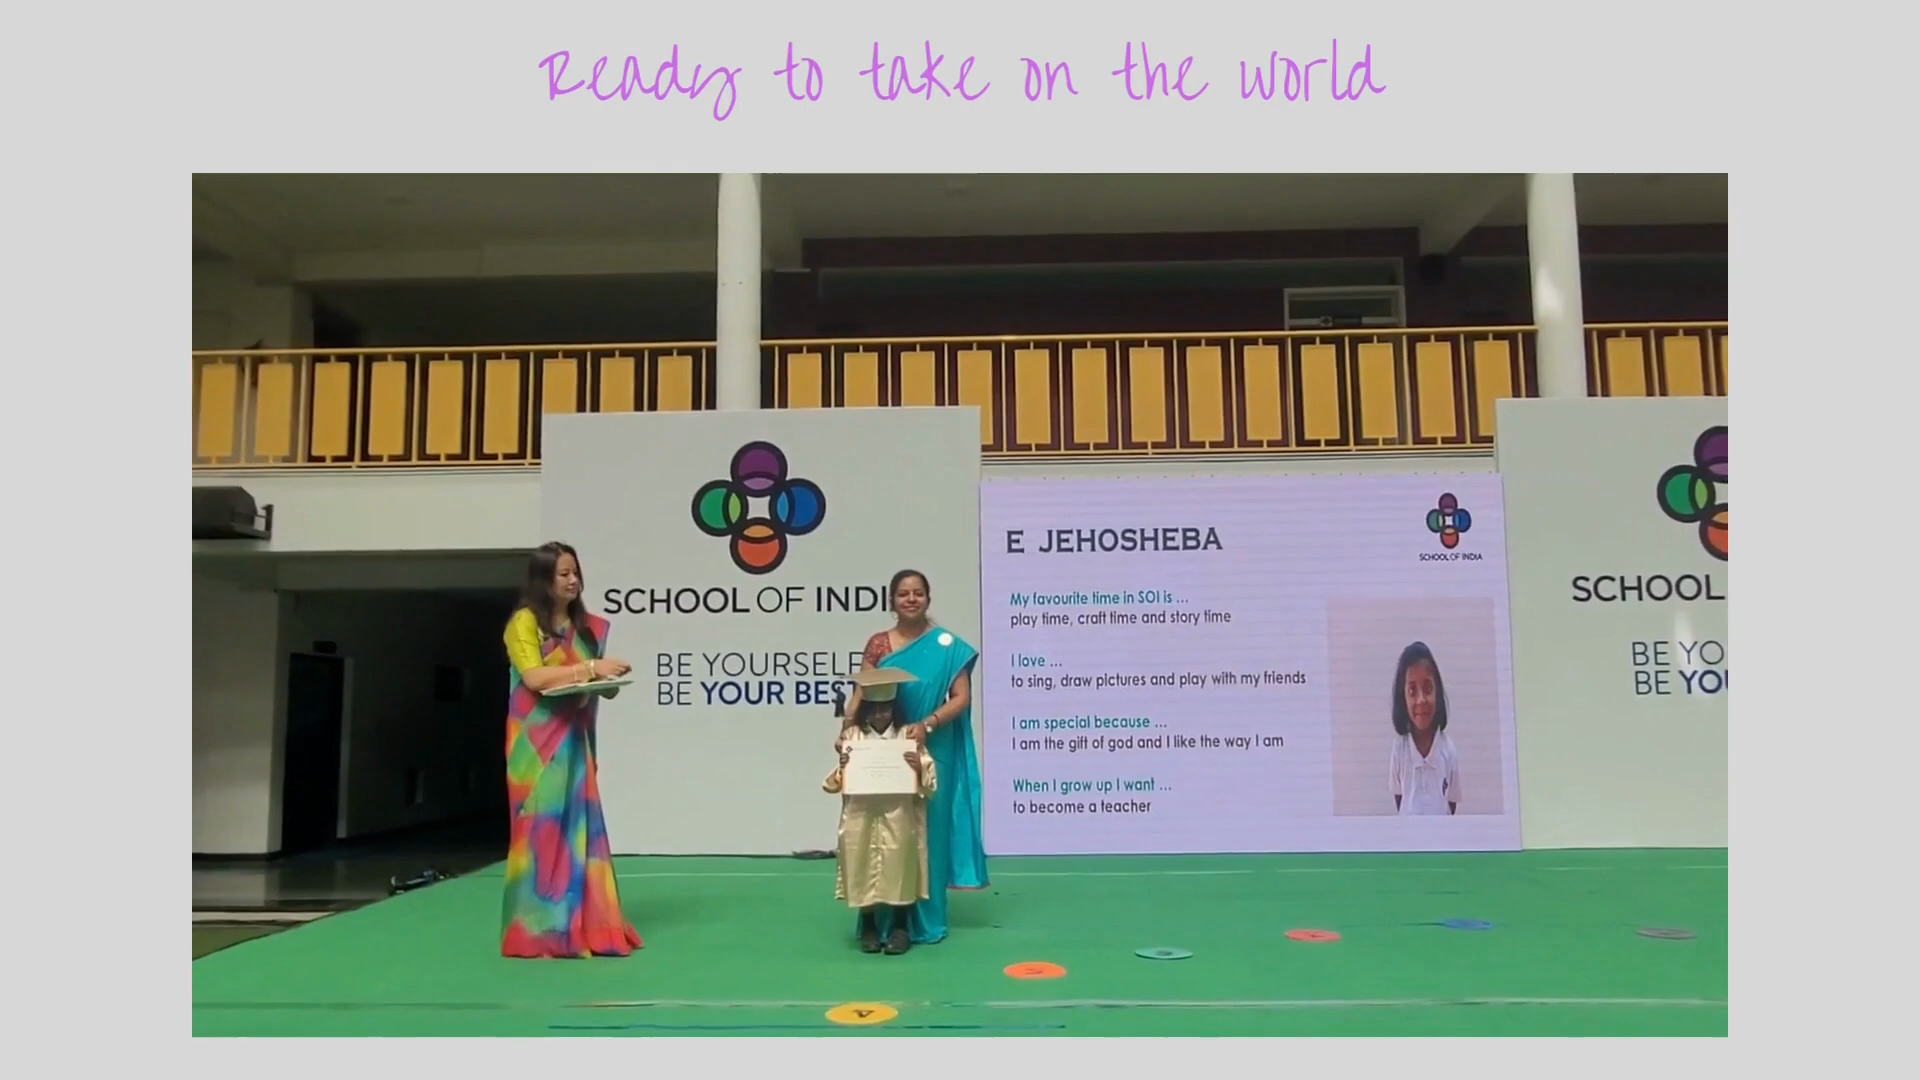 Ready to take on the world
SCHOOL OF INDI
BE YOURSELF
BE YOUR BEST
E JEHOSHEBA
SCHOOL OF INDIA
My favourite time in SOI is ...
play time, craft time and story time
I love ...
to sing, draw pictures and play with my friends
I am special because ...
I am the gift of god and I like the way I am
When I grow up I want ...
to become a teacher
SCHOOL
BE YO
BE YOU